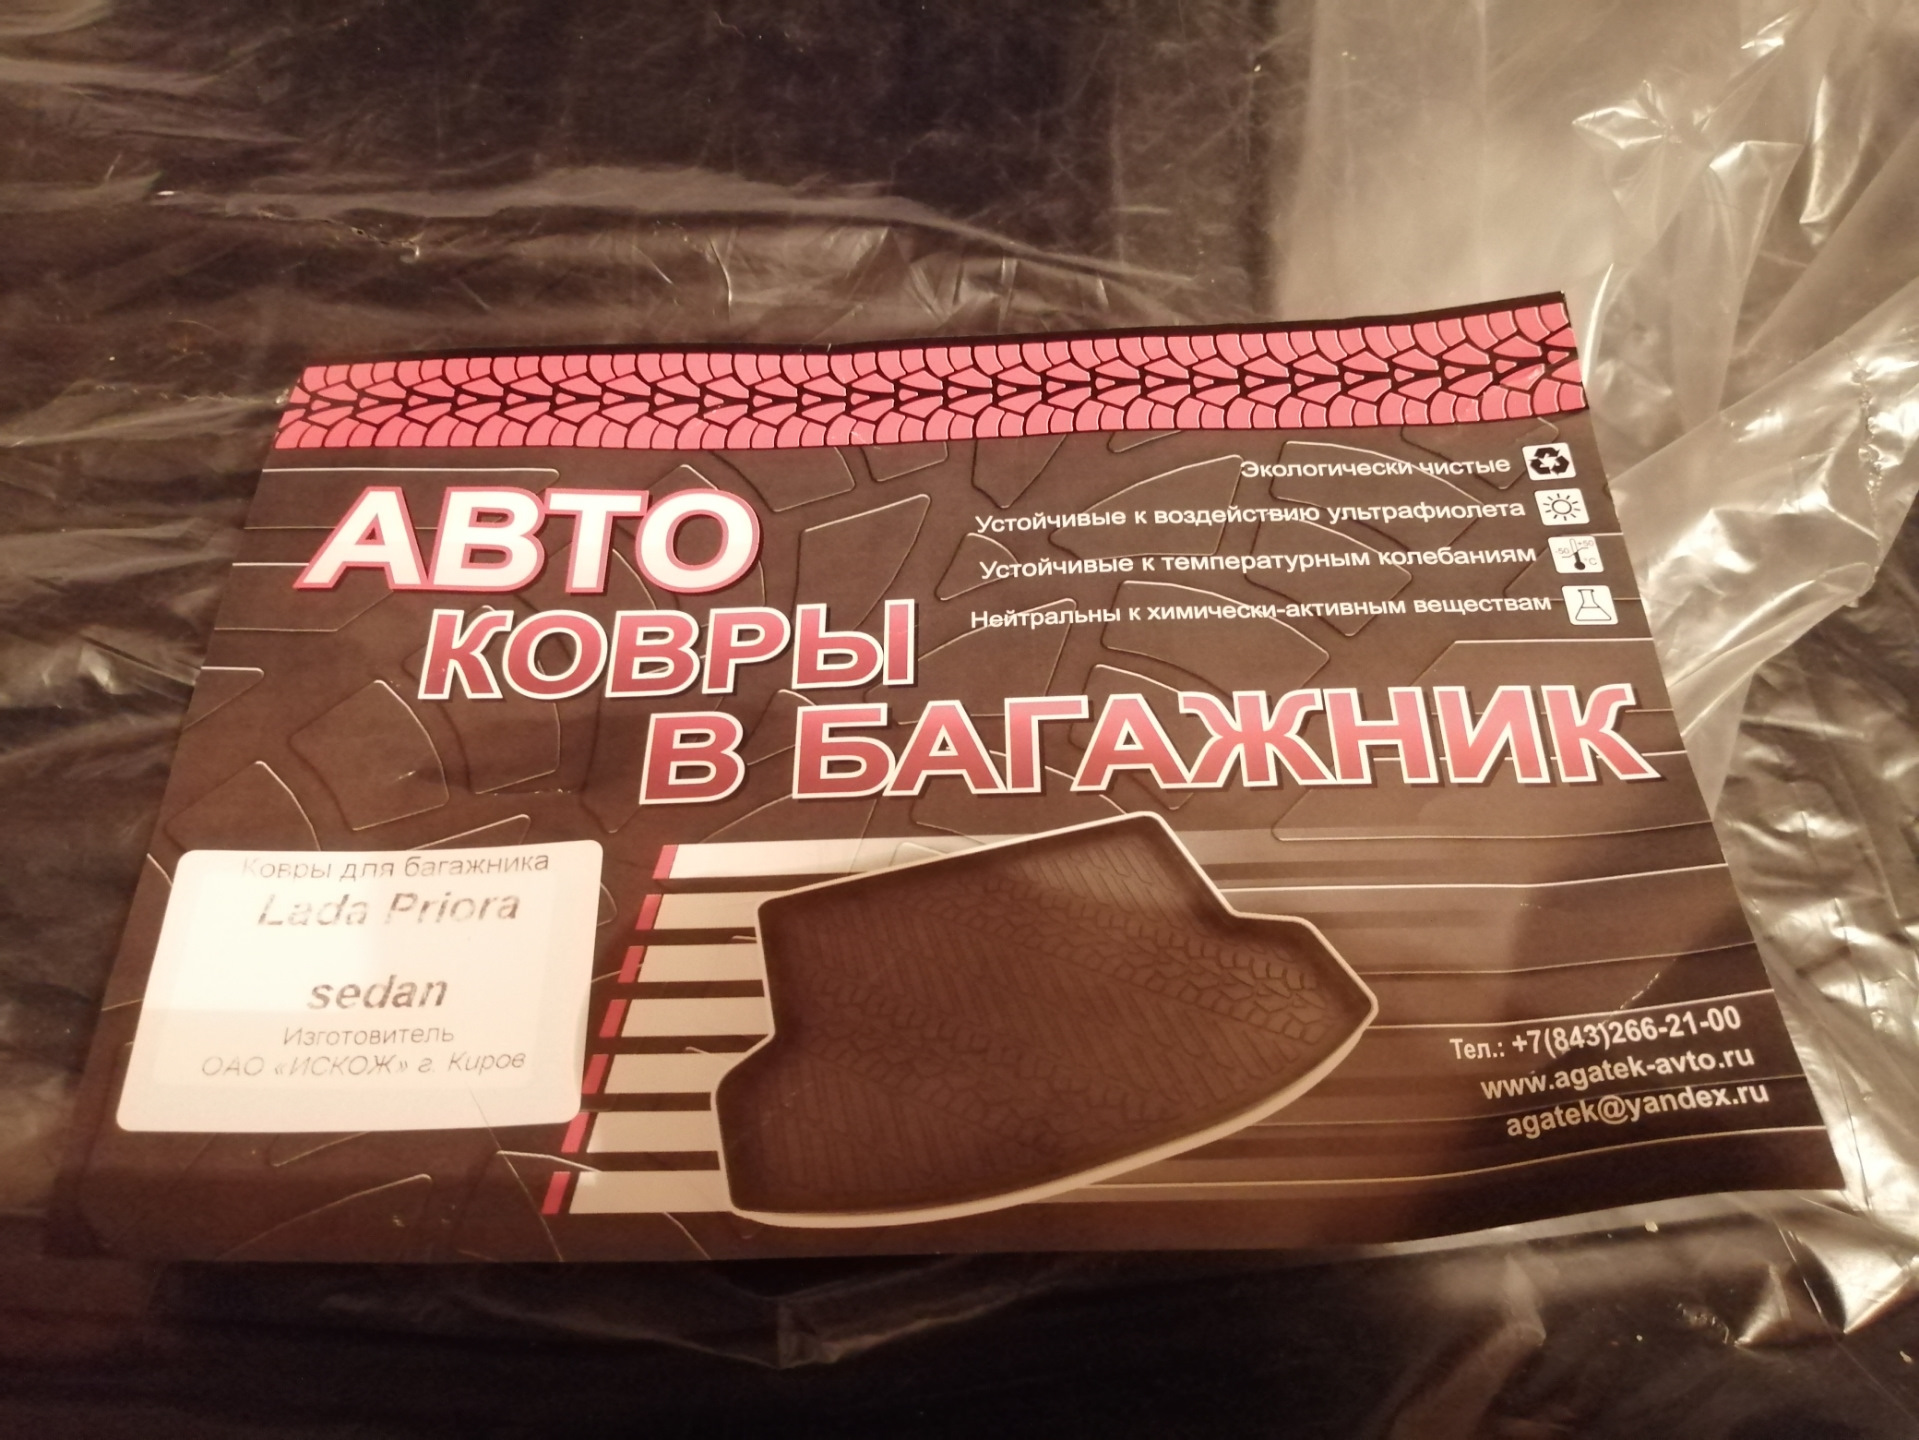 Экологически чистые
Устойчивые к воздействию ультрафиолета
Устойчивые к температурным колебаниям
-50 +50 °C
Нейтральны к химически-активным веществам
АВТО
КОВРЫ
В БАГАЖНИК
Ковры для багажника
Lada Priora
sedan
Изготовитель
ОАО «ИСКОЖ» г. Киров
Тел.: +7(843)266-21-00
www.agatek-avto.ru
agatek@yandex.ru